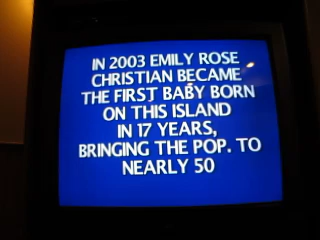 IN 2003 EMILY ROSE
CHRISTIAN BECAME
THE FIRST BABY BORN
ON THIS ISLAND
IN 17 YEARS,
BRINGING THE POP. TO
NEARLY 50